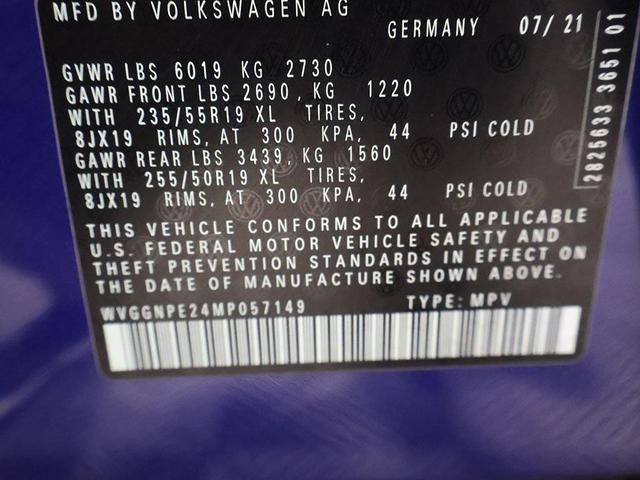 MFD BY VOLKSWAGEN AG
GERMANY 07/ 21
GVWR LBS 6019 KG 2730
GAWR FRONT LBS 2690, KG 1220
WITH 235/55R19 XL TIRES,
8JX19 RIMS, AT 300 KPA, 44 PSI COLD
GAWR REAR LBS 3439, KG 1560
WITH 255/50R19 XL TIRES,
8JX19 RIMS, AT 300 KPA, 44 PSI COLD
THIS VEHICLE CONFORMS TO ALL APPLICABLE
U.S. FEDERAL MOTOR VEHICLE SAFETY AND
THEFT PREVENTION STANDARDS IN EFFECT ON
THE DATE OF MANUFACTURE SHOWN ABOVE.
WVGGNPE24MP057149 TYPE: MPV
2825633 3651 01